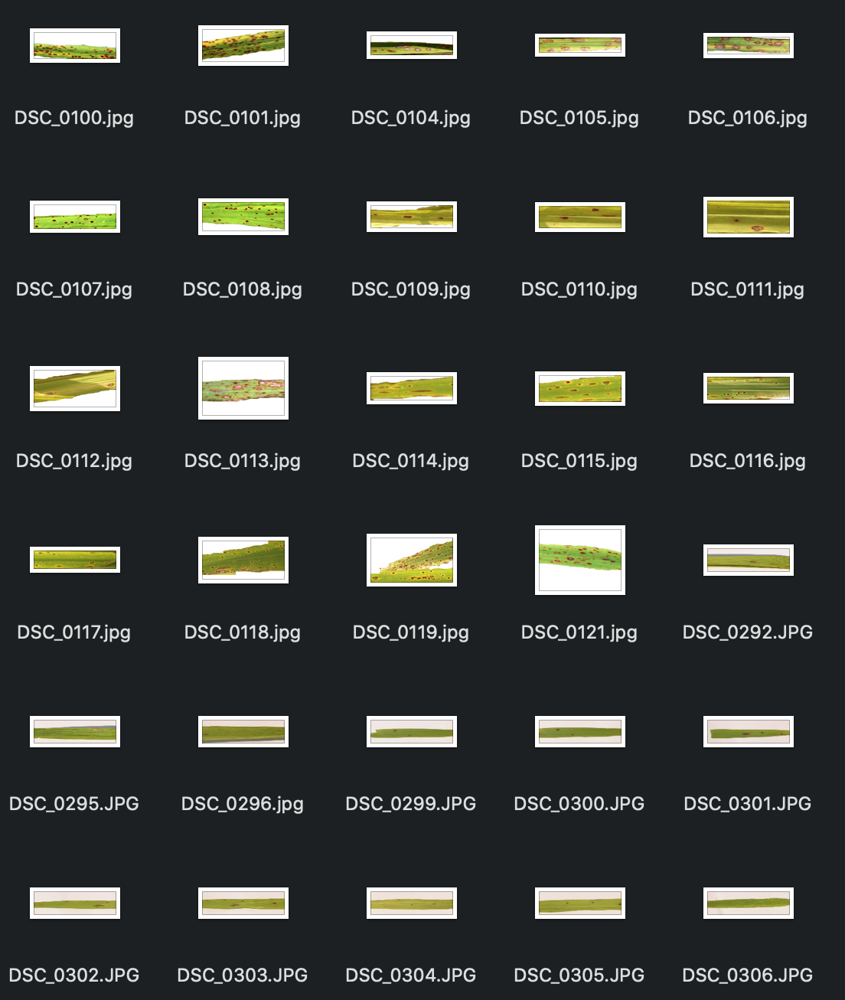 DSC_0100.jpg DSC_0101.jpg DSC_0104.jpg DSC_0105.jpg DSC_0106.jpg
DSC_0107.jpg DSC_0108.jpg DSC_0109.jpg DSC_0110.jpg DSC_0111.jpg
DSC_0112.jpg DSC_0113.jpg DSC_0114.jpg DSC_0115.jpg DSC_0116.jpg
DSC_0117.jpg DSC_0118.jpg DSC_0119.jpg DSC_0121.jpg DSC_0292.JPG
DSC_0295.JPG DSC_0296.jpg DSC_0299.JPG DSC_0300.JPG DSC_0301.JPG
DSC_0302.JPG DSC_0303.JPG DSC_0304.JPG DSC_0305.JPG DSC_0306.JPG